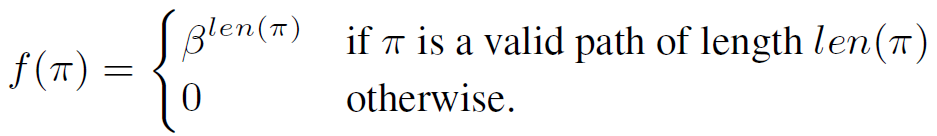 f(π) = { β^{len(π)} if π is a valid path of length len(π)
0 otherwise.